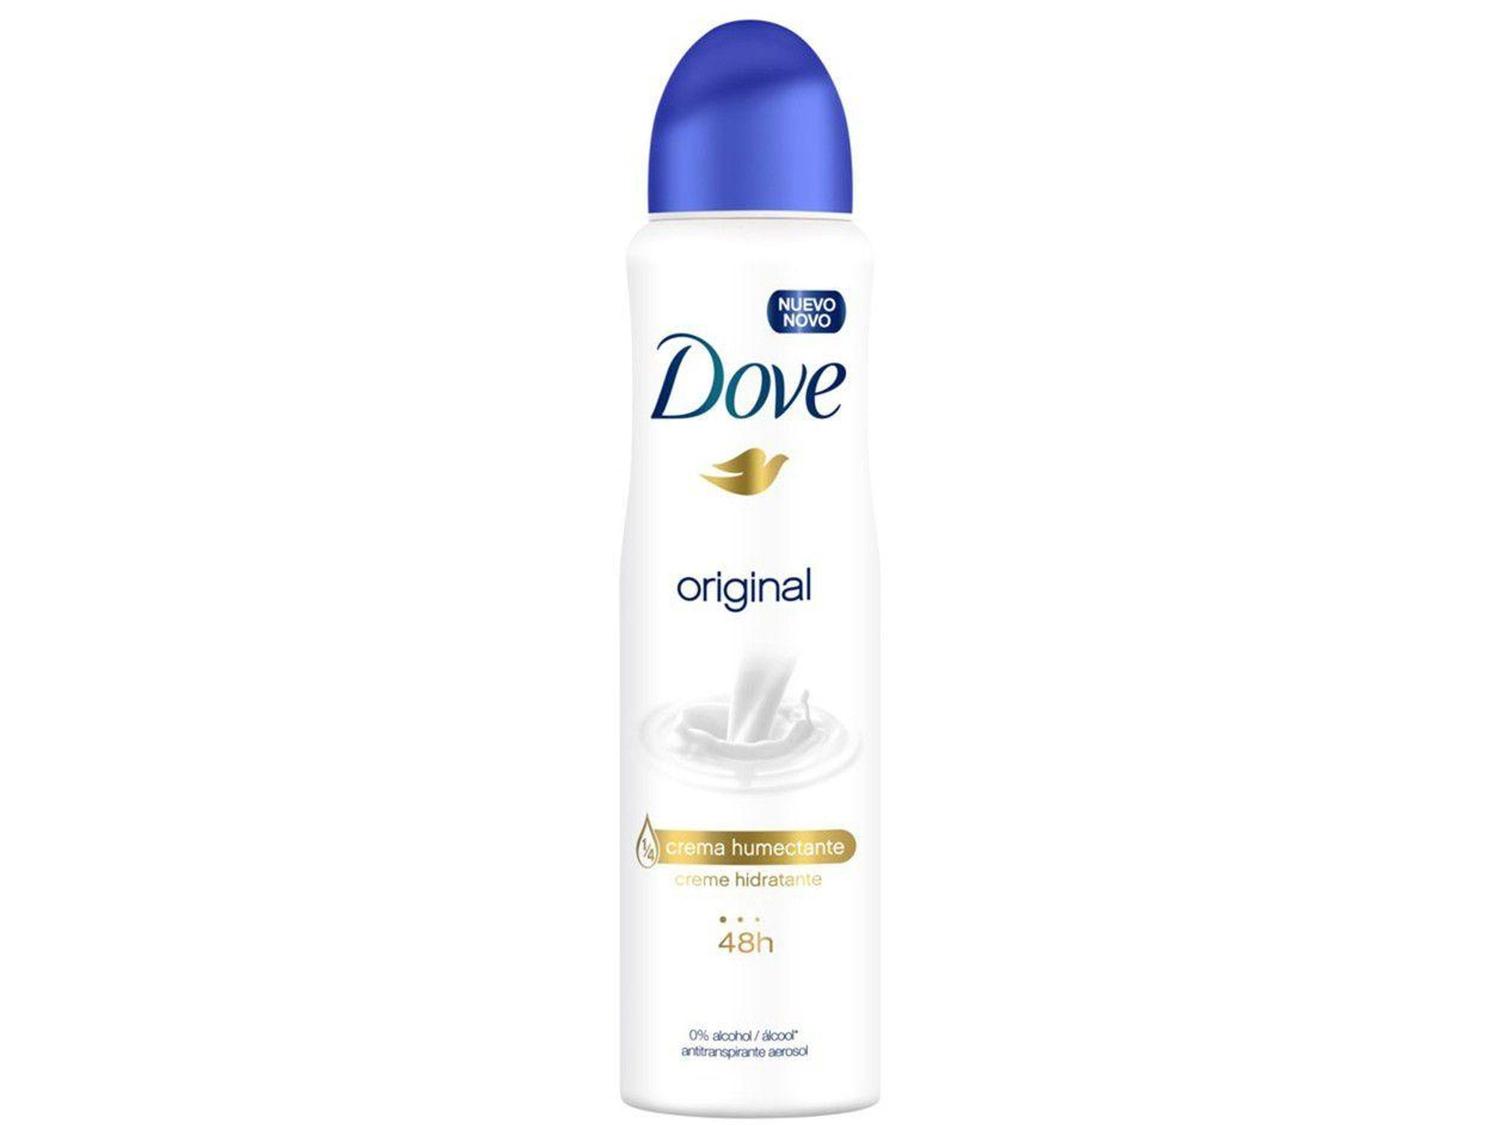 NUEVO
NOVO
Dove
original
1/4 crema humectante
creme hidratante
48h
0% alcohol / álcool*
antitranspirante aerosol